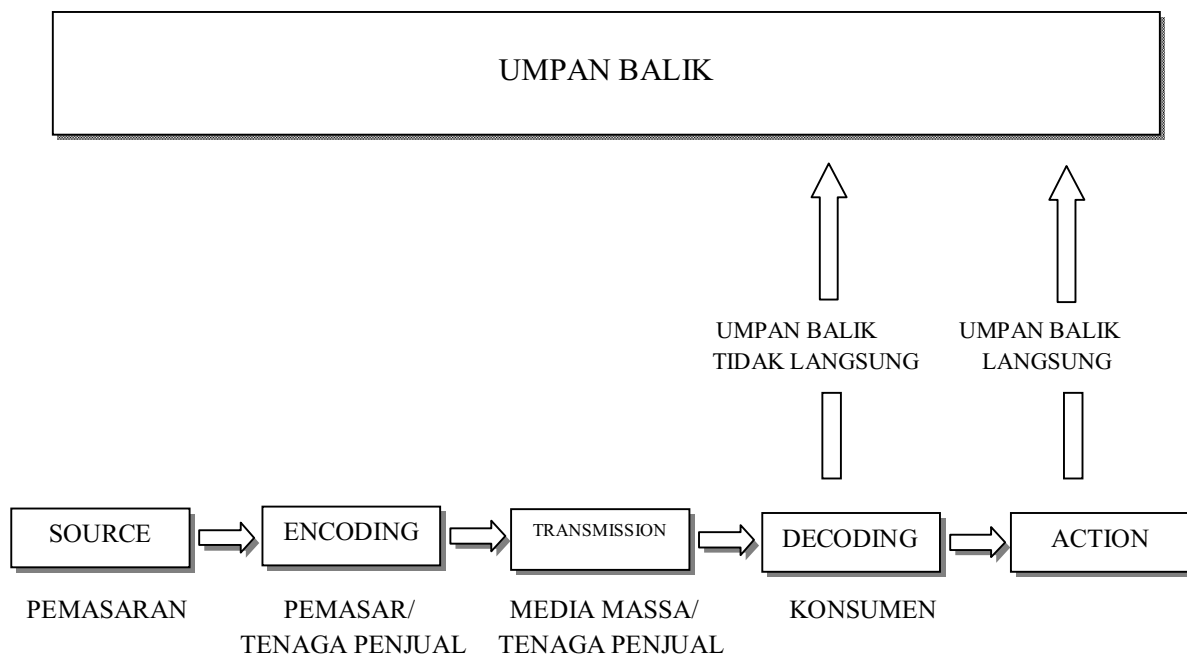 UMPAN BALIK
UMPAN BALIK
TIDAK LANGSUNG
UMPAN BALIK
LANGSUNG
SOURCE
ENCODING
TRANSMISSION
DECODING
ACTION
PEMASARAN
PEMASAR/
TENAGA PENJUAL
MEDIA MASSA/
TENAGA PENJUAL
KONSUMEN